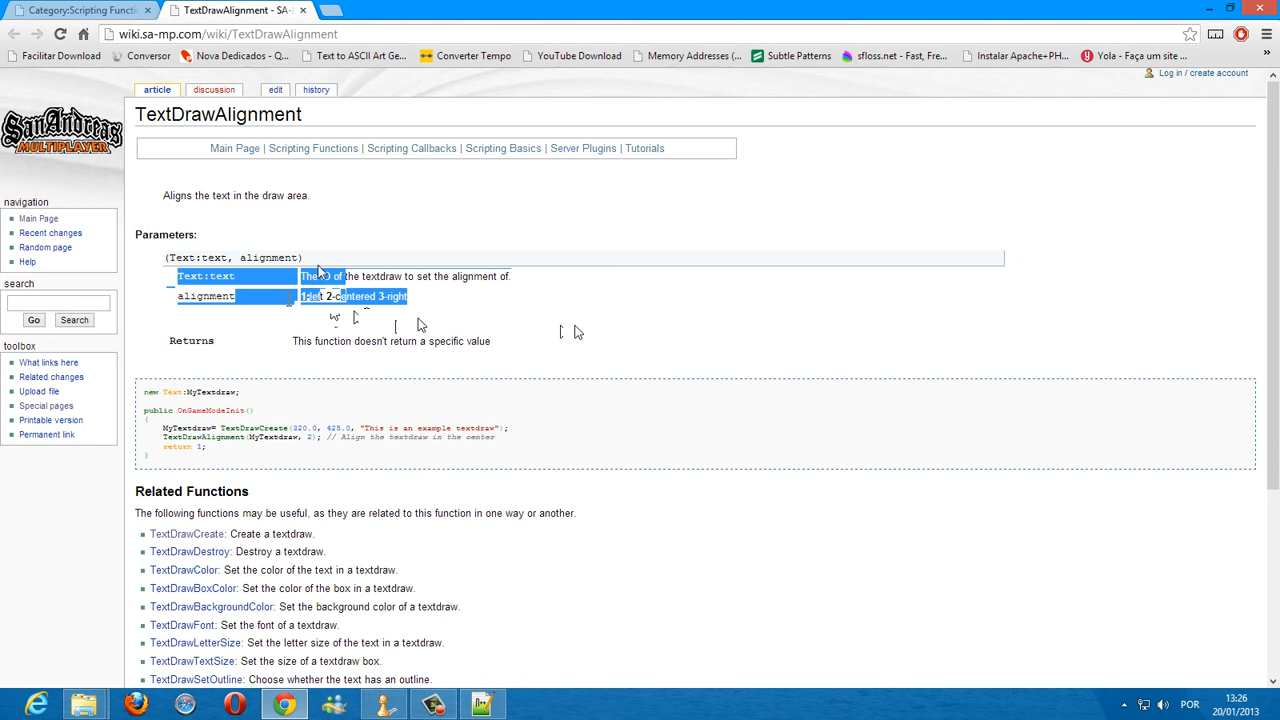 Category:Scripting Functi
TextDrawAlignment - SA-
wiki.sa-mp.com/wiki/TextDrawAlignment
Facilitar Download
Conversor
Nova Dedicados - Q...
Text to ASCII Art Ge...
Converter Tempo
YouTube Download
Memory Addresses (...
Subtle Patterns
sfloss.net - Fast, Fre...
Instalar Apache+PH...
Yola - Faça um site...
»
Log in / create account
article
discussion
edit
history
SanAndreas
MULTIPLAYER
TextDrawAlignment
Main Page | Scripting Functions | Scripting Callbacks | Scripting Basics | Server Plugins | Tutorials
Aligns the text in the draw area.
navigation
Main Page
Recent changes
Random page
Help
search
Go
Search
toolbox
What links here
Related changes
Upload file
Special pages
Printable version
Permanent link
Parameters:
(Text:text, alignment)
Text:text The ID of the textdraw to set the alignment of.
alignment 1-left 2-centered 3-right
Returns This function doesn't return a specific value
new Text:MyTextdraw;
public OnGameModeInit()
{
MyTextdraw= TextDrawCreate(320.0, 425.0, "This is an example textdraw");
TextDrawAlignment(MyTextdraw, 2); // Align the textdraw in the center
return 1;
}
Related Functions
The following functions may be useful, as they are related to this function in one way or another.
TextDrawCreate: Create a textdraw.
TextDrawDestroy: Destroy a textdraw.
TextDrawColor: Set the color of the text in a textdraw.
TextDrawBoxColor: Set the color of the box in a textdraw.
TextDrawBackgroundColor: Set the background color of a textdraw.
TextDrawFont: Set the font of a textdraw.
TextDrawLetterSize: Set the letter size of the text in a textdraw.
TextDrawTextSize: Set the size of a textdraw box.
TextDrawSetOutline: Choose whether the text has an outline.
POR
13:26
20/01/2013